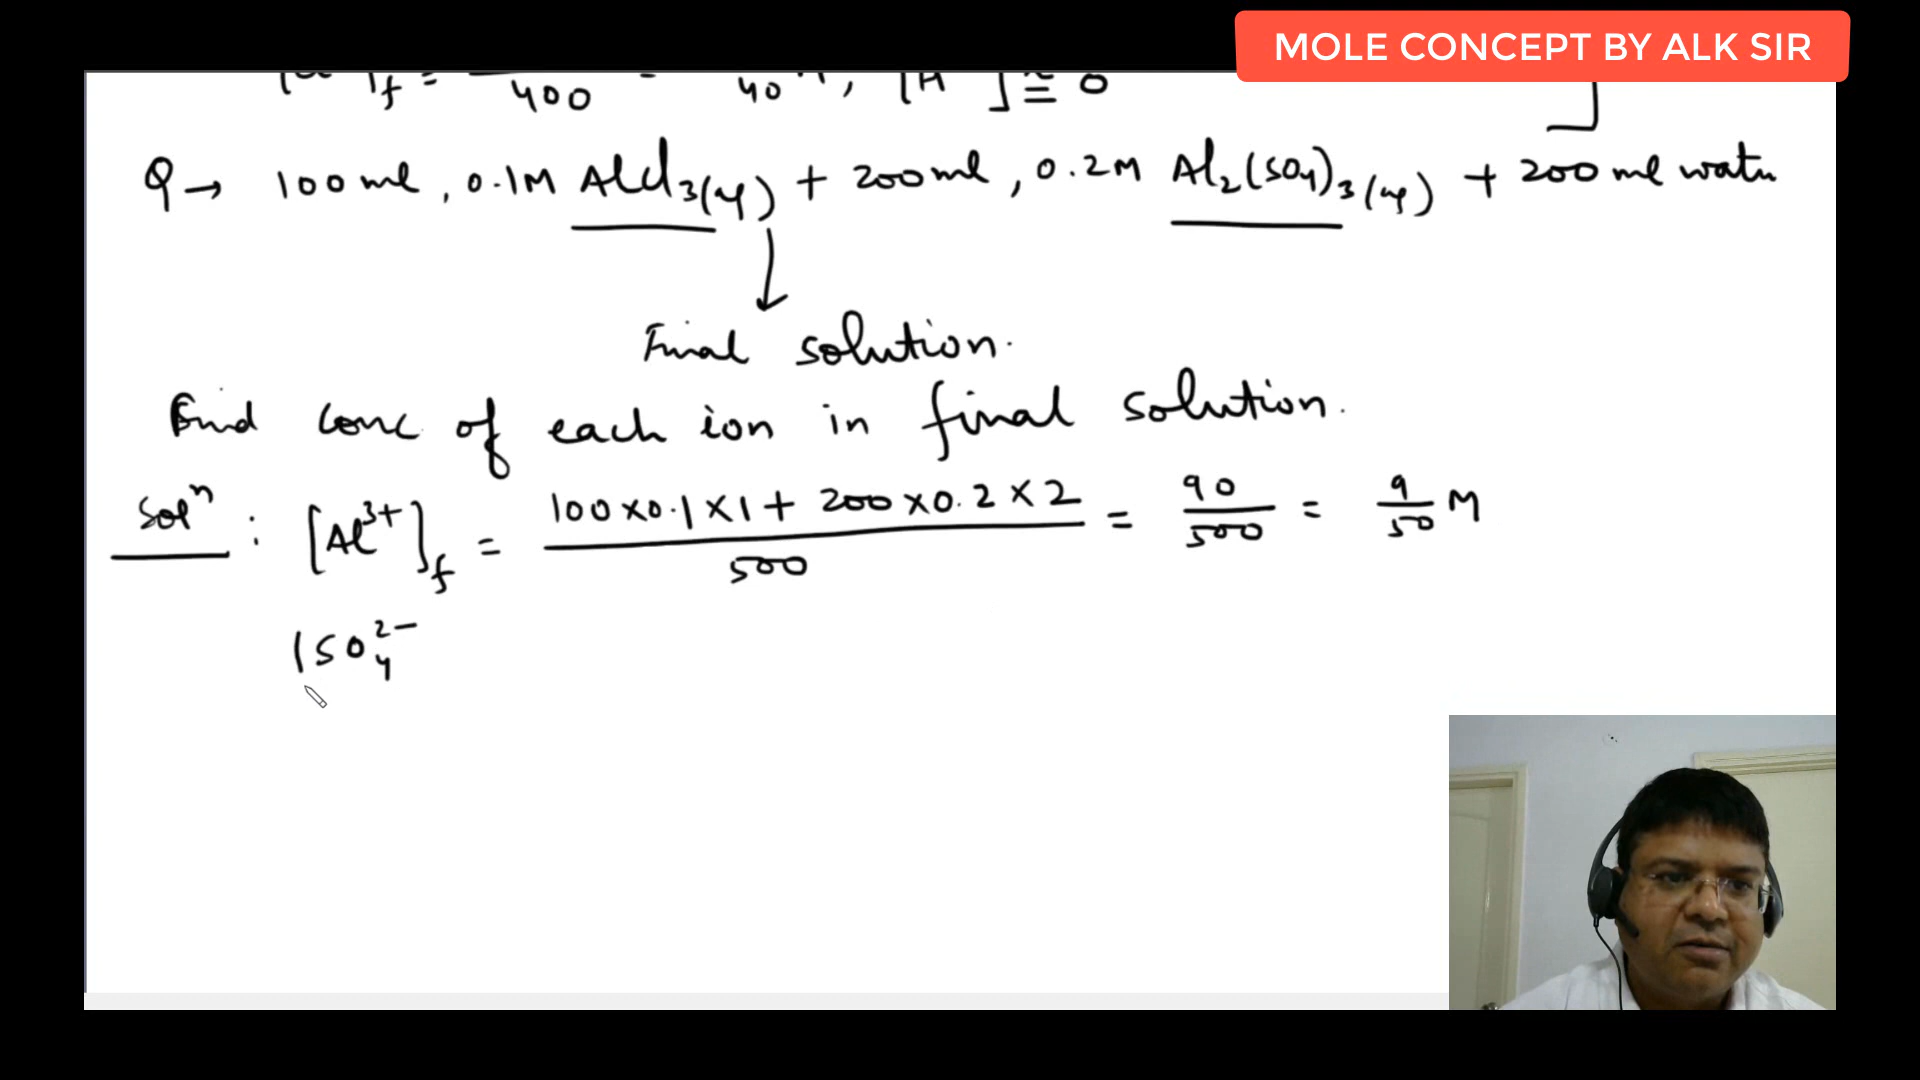 MOLE CONCEPT BY ALK SIR
]f = 400 = 40 M, [H ] ≅ 0
Q → 100 ml, 0.1M AlCl3(aq) + 200 ml, 0.2M Al2(SO4)3(aq) + 200 ml water
Final solution.
Find conc of each ion in final solution.
Solⁿ : [Al³⁺]f = (100×0.1×1 + 200×0.2×2)/500 = 90/500 = 9/50 M
[SO4²⁻